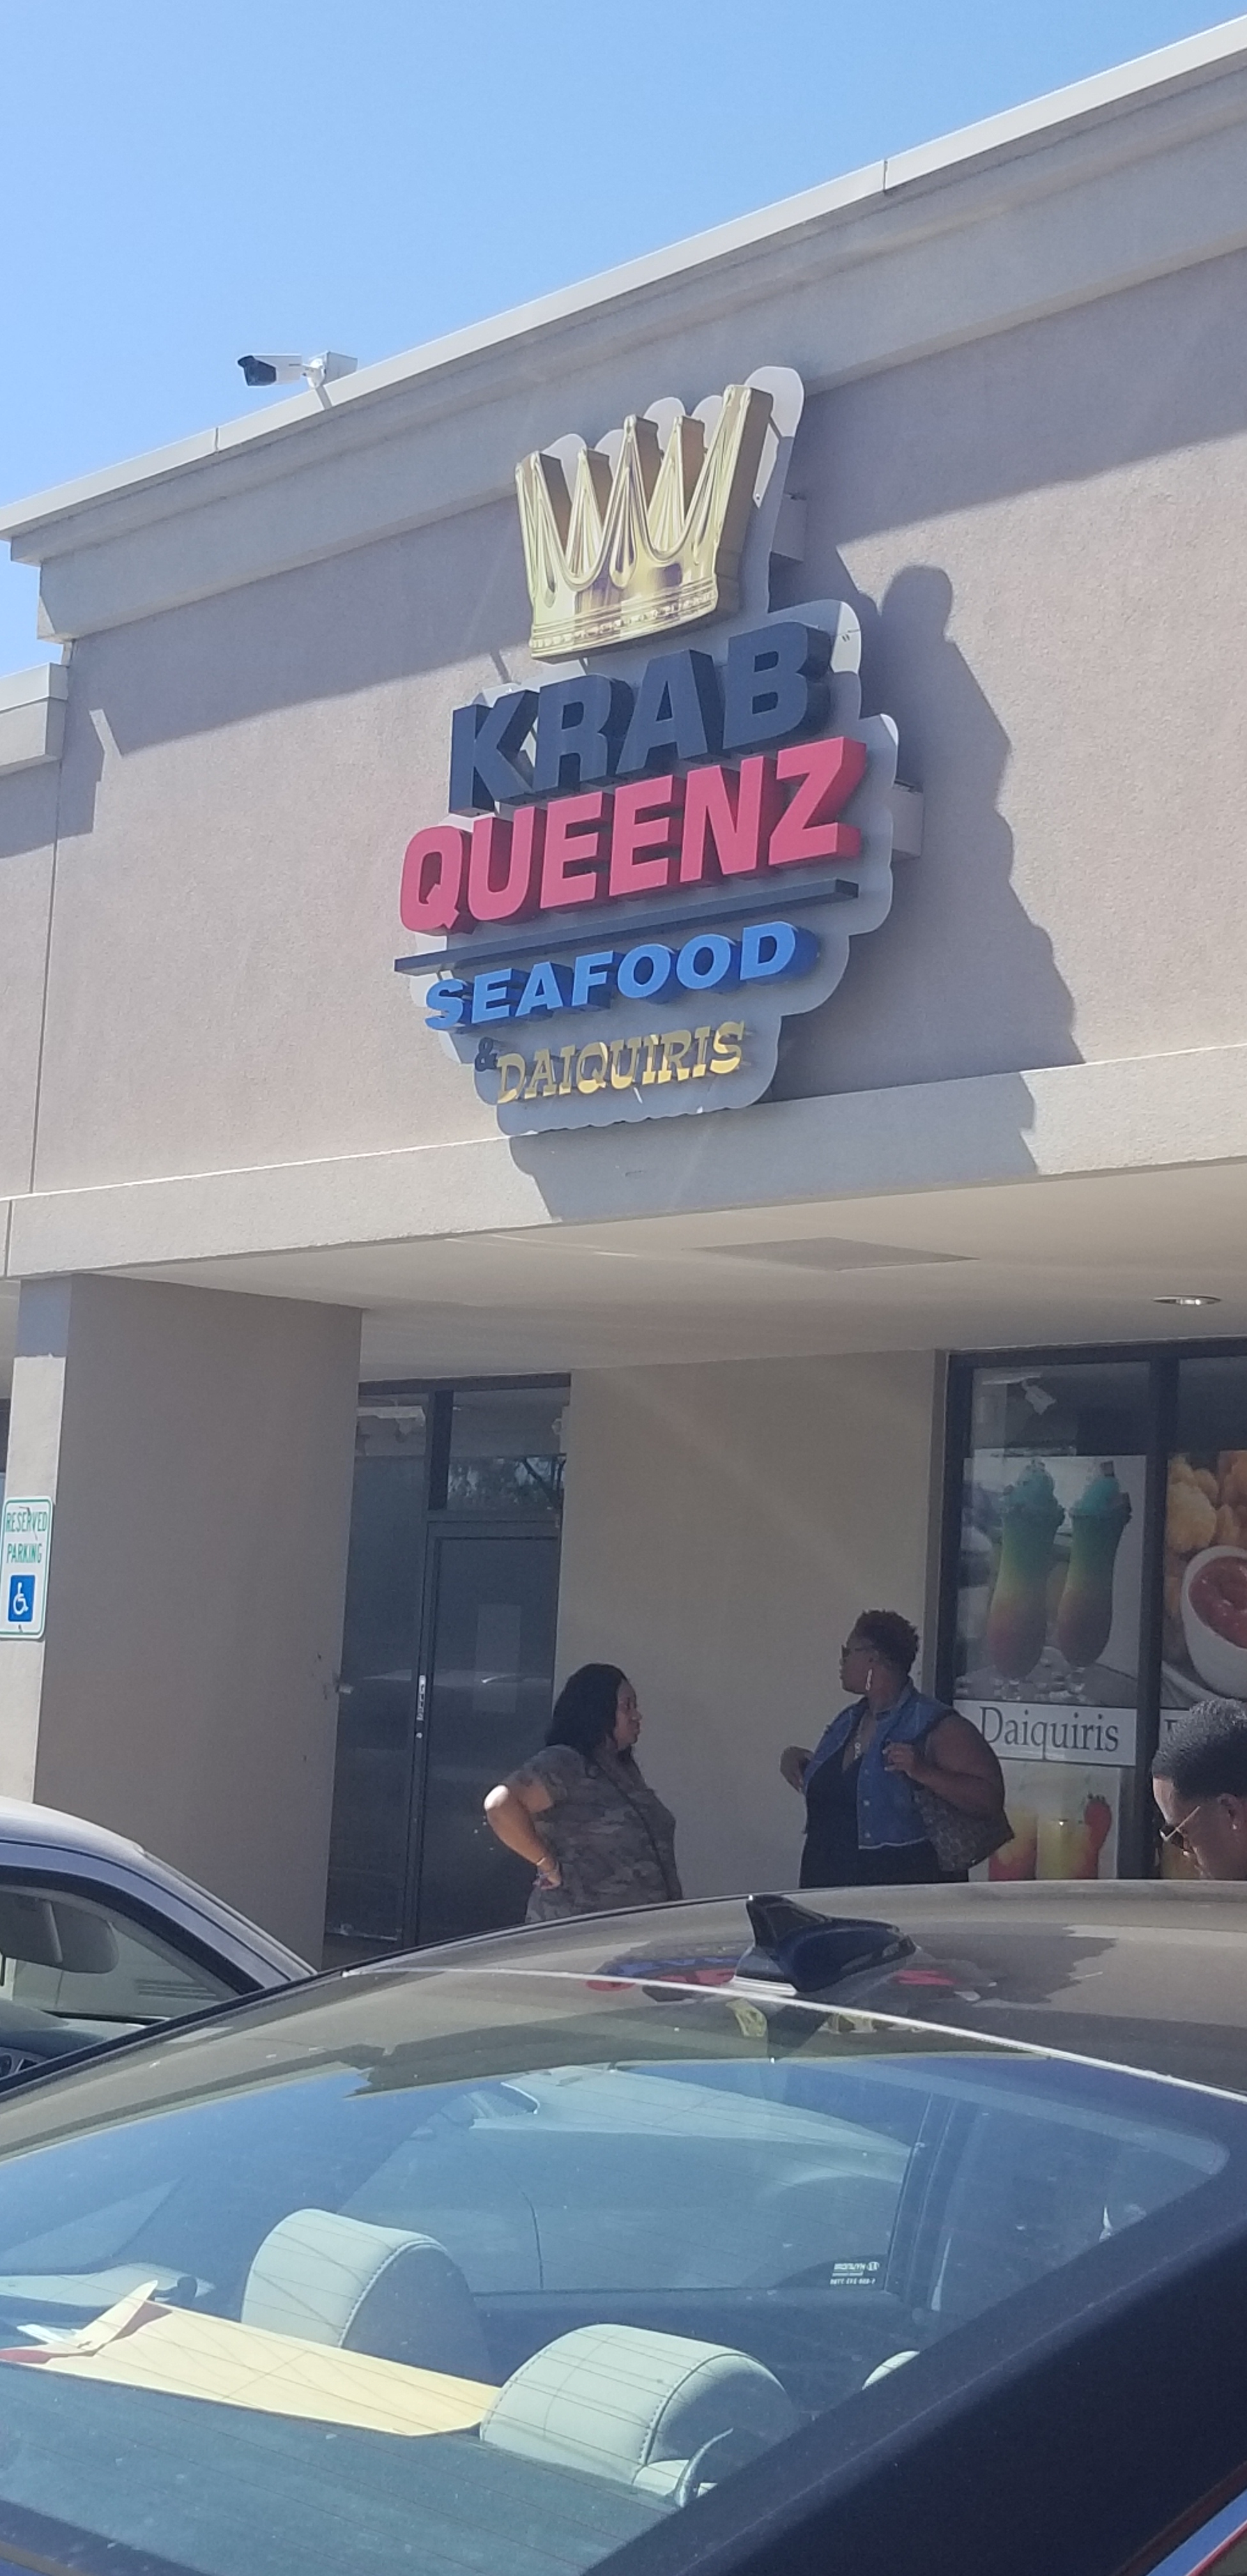 KRAB
QUEENZ
SEAFOOD
& DAIQUIRIS
RESERVED
PARKING
Daiquiris